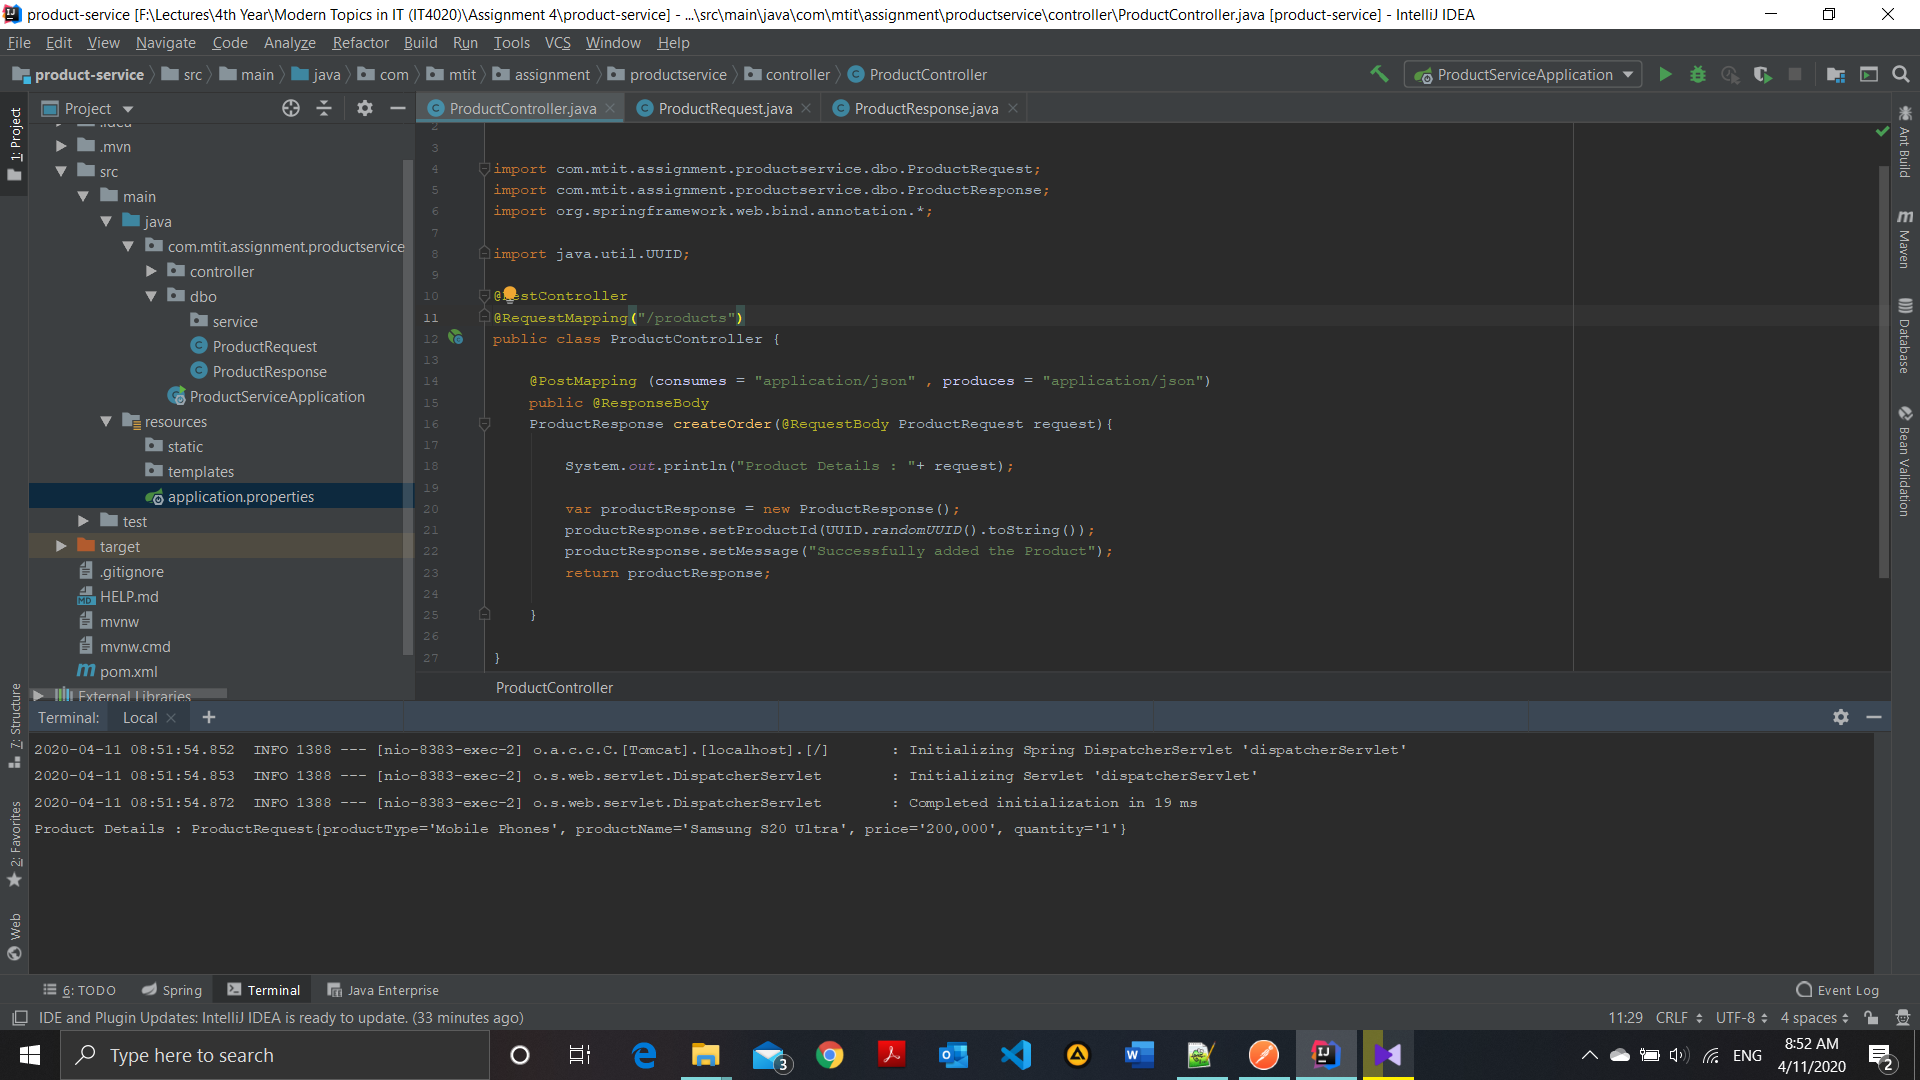 product-service [F:\Lectures\4th Year\Modern Topics in IT (IT4020)\Assignment 4\product-service] - ...\src\main\java\com\mtit\assignment\productservice\controller\ProductController.java [product-service] - IntelliJ IDEA
File Edit View Navigate Code Analyze Refactor Build Run Tools VCS Window Help
product-service src main java com mtit assignment productservice controller ProductController ProductServiceApplication
Project ProductController.java ProductRequest.java ProductResponse.java
1: Project
7: Structure
2: Favorites
Web
.idea
.mvn
src
main
java
com.mtit.assignment.productservice
controller
dbo
service
ProductRequest
ProductResponse
ProductServiceApplication
resources
static
templates
application.properties
test
target
.gitignore
HELP.md
mvnw
mvnw.cmd
pom.xml
External Libraries
2
3
4 import com.mtit.assignment.productservice.dbo.ProductRequest;
5 import com.mtit.assignment.productservice.dbo.ProductResponse;
6 import org.springframework.web.bind.annotation.*;
7
8 import java.util.UUID;
9
10 @RestController
11 @RequestMapping("/products")
12 public class ProductController {
13
14 @PostMapping (consumes = "application/json" , produces = "application/json")
15 public @ResponseBody
16 ProductResponse createOrder(@RequestBody ProductRequest request){
17
18 System.out.println("Product Details : "+ request);
19
20 var productResponse = new ProductResponse();
21 productResponse.setProductId(UUID.randomUUID().toString());
22 productResponse.setMessage("Successfully added the Product");
23 return productResponse;
24
25 }
26
27 }
ProductController
Ant Build
Maven
Database
Bean Validation
Terminal: Local +
2020-04-11 08:51:54.852 INFO 1388 --- [nio-8383-exec-2] o.a.c.c.C.[Tomcat].[localhost].[/] : Initializing Spring DispatcherServlet 'dispatcherServlet'
2020-04-11 08:51:54.853 INFO 1388 --- [nio-8383-exec-2] o.s.web.servlet.DispatcherServlet : Initializing Servlet 'dispatcherServlet'
2020-04-11 08:51:54.872 INFO 1388 --- [nio-8383-exec-2] o.s.web.servlet.DispatcherServlet : Completed initialization in 19 ms
Product Details : ProductRequest{productType='Mobile Phones', productName='Samsung S20 Ultra', price='200,000', quantity='1'}
6: TODO Spring Terminal Java Enterprise Event Log
IDE and Plugin Updates: IntelliJ IDEA is ready to update. (33 minutes ago) 11:29 CRLF UTF-8 4 spaces
Type here to search 3 ENG 8:52 AM
4/11/2020 2